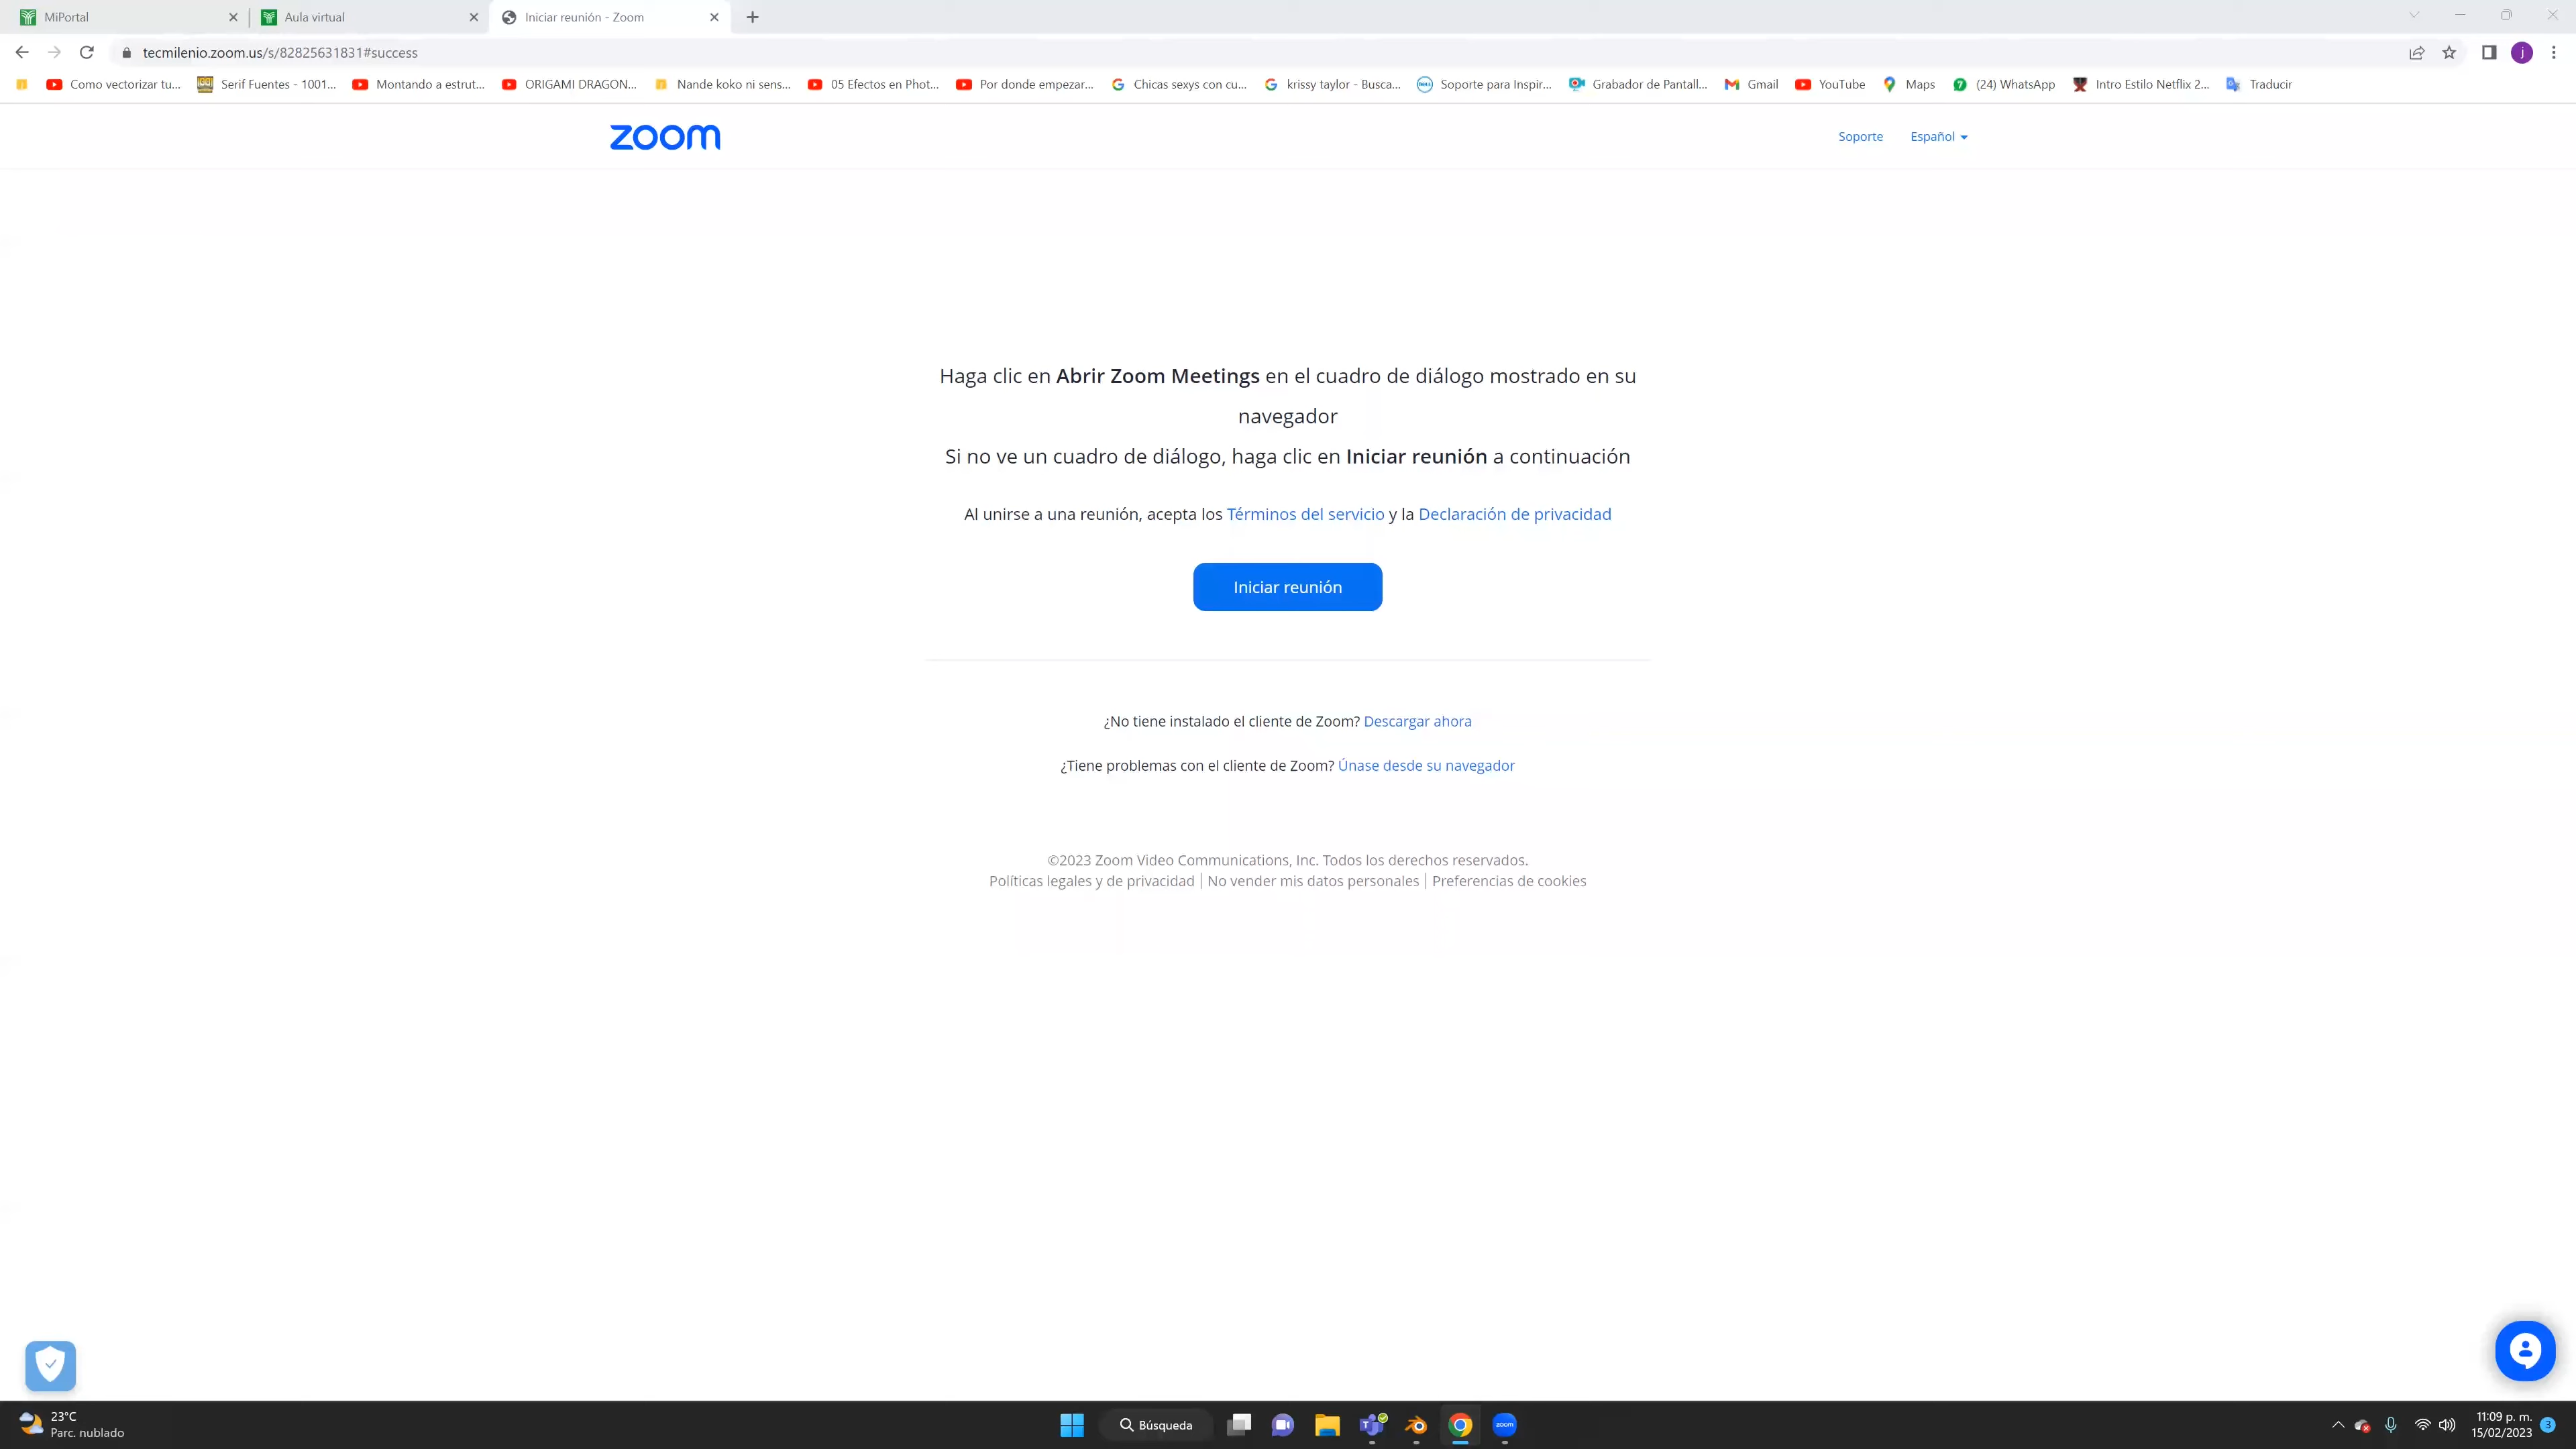 MiPortal
Aula virtual
Iniciar reunión - Zoom
tecmilenio.zoom.us/s/82825631831#success
Como vectorizar tu...
Serif Fuentes - 1001...
Montando a estrut...
ORIGAMI DRAGON...
Nande koko ni sens...
05 Efectos en Phot...
Por donde empezar...
Chicas sexys con cu...
krissy taylor - Busca...
Soporte para Inspir...
Grabador de Pantall...
Gmail
YouTube
Maps
(24) WhatsApp
Intro Estilo Netflix 2...
Traducir
zoom
Soporte
Español
Haga clic en Abrir Zoom Meetings en el cuadro de diálogo mostrado en su
navegador
Si no ve un cuadro de diálogo, haga clic en Iniciar reunión a continuación
Al unirse a una reunión, acepta los Términos del servicio y la Declaración de privacidad
Iniciar reunión
¿No tiene instalado el cliente de Zoom? Descargar ahora
¿Tiene problemas con el cliente de Zoom? Únase desde su navegador
©2023 Zoom Video Communications, Inc. Todos los derechos reservados.
Políticas legales y de privacidad | No vender mis datos personales | Preferencias de cookies
23°C
Parc. nublado
Búsqueda
zoom
11:09 p. m.
15/02/2023
3